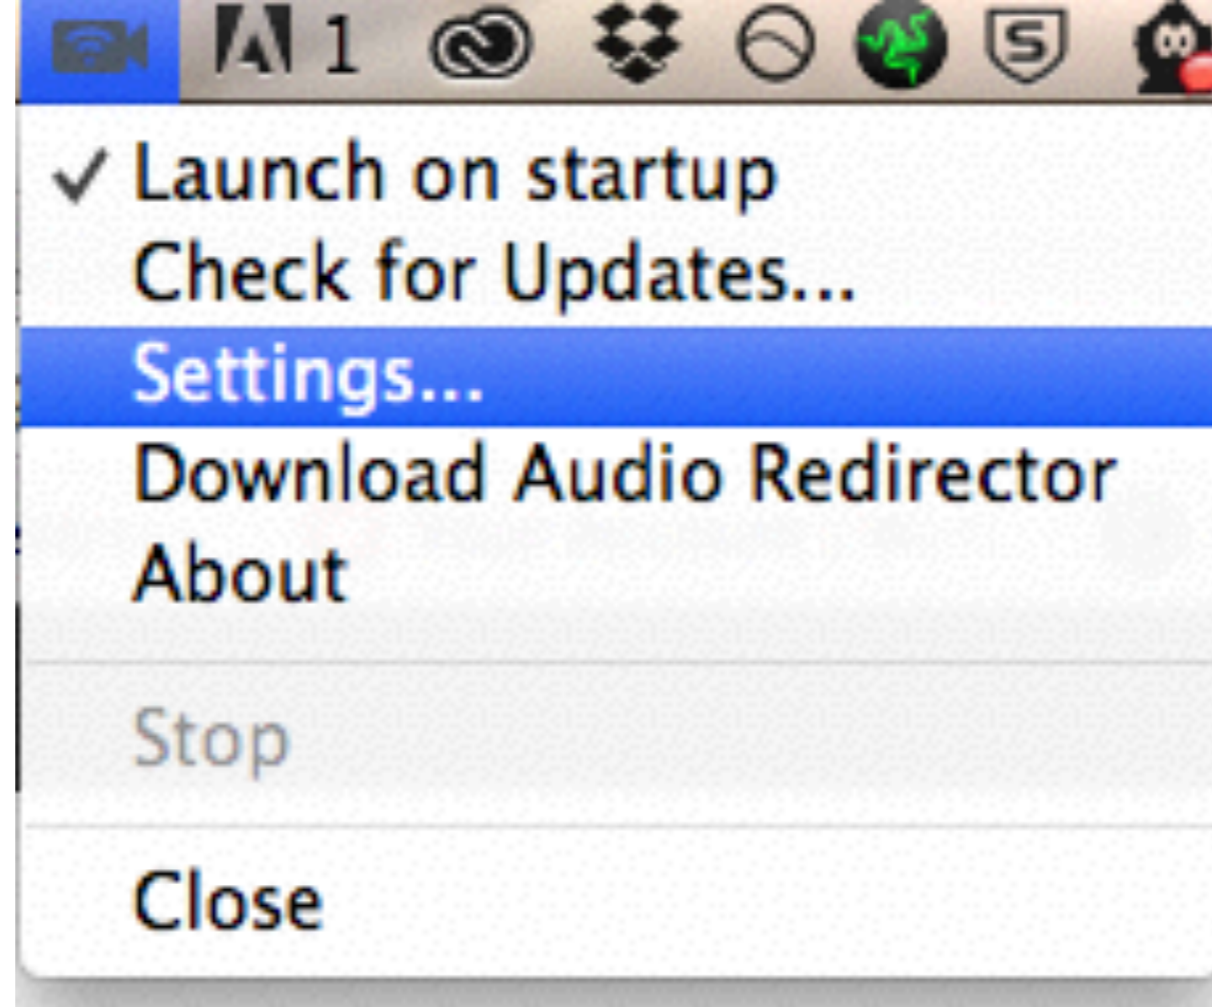 1
S
Launch on startup
Check for Updates...
Settings...
Download Audio Redirector
About
Stop
Close